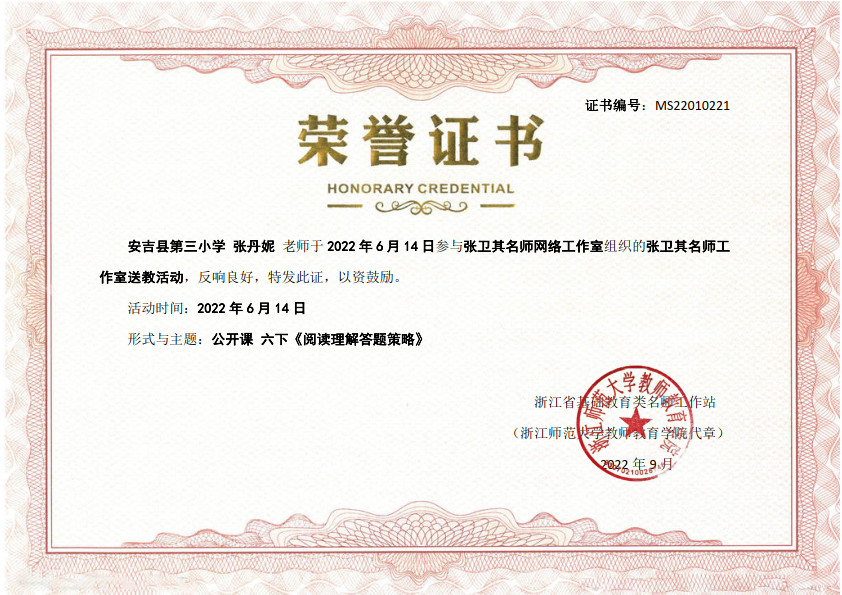 证书编号：MS22010221
荣誉证书
HONORARY CREDENTIAL
安吉县第三小学 张丹妮 老师于 2022 年 6 月 14 日参与张卫其名师网络工作室组织的张卫其名师工
作室送教活动，反响良好，特发此证，以资鼓励。
活动时间：2022 年 6 月 14 日
形式与主题：公开课 六下《阅读理解答题策略》
浙江省基础教育类名师工作站
（浙江师范大学教师教育学院代章）
2022 年 9 月
浙江师范大学教师教育学院